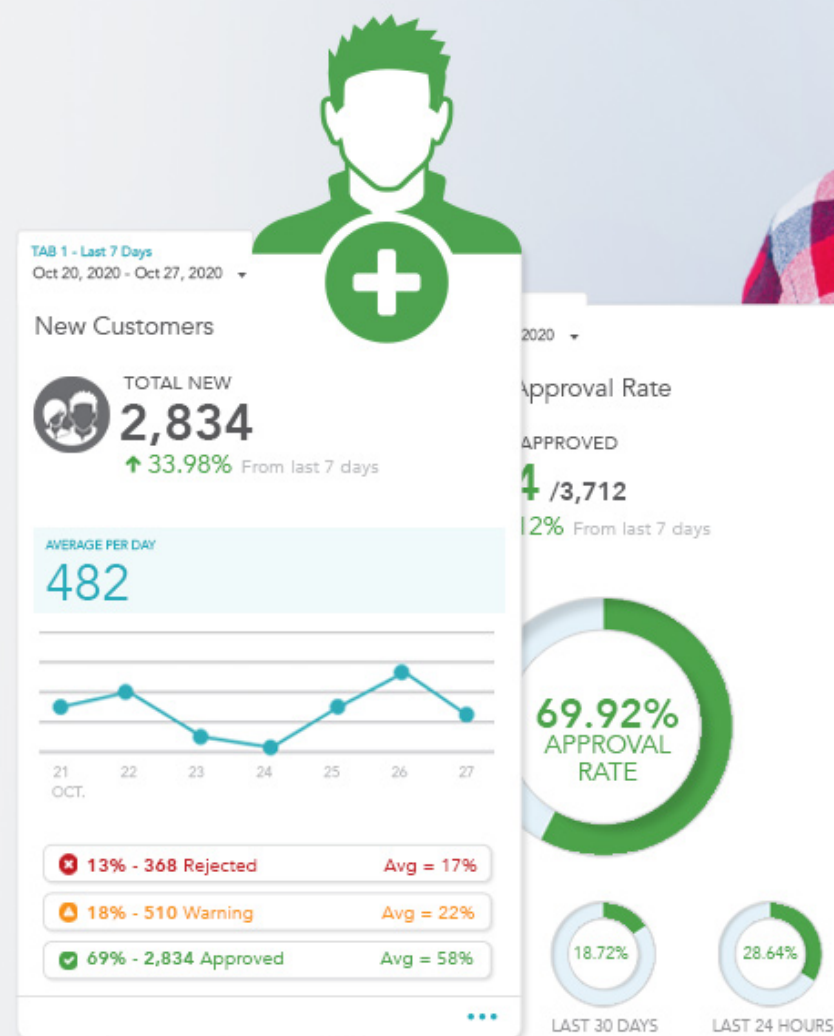 TAB 1 - Last 7 Days
Oct 20, 2020 - Oct 27, 2020
New Customers
TOTAL NEW
2,834
33.98% From last 7 days
AVERAGE PER DAY
482
21 22 23 24 25 26 27
OCT.
13% - 368 Rejected Avg = 17%
18% - 510 Warning Avg = 22%
69% - 2,834 Approved Avg = 58%
2020
Approval Rate
APPROVED
4 /3,712
12% From last 7 days
69.92%
APPROVAL
RATE
18.72%
LAST 30 DAYS
28.64%
LAST 24 HOURS